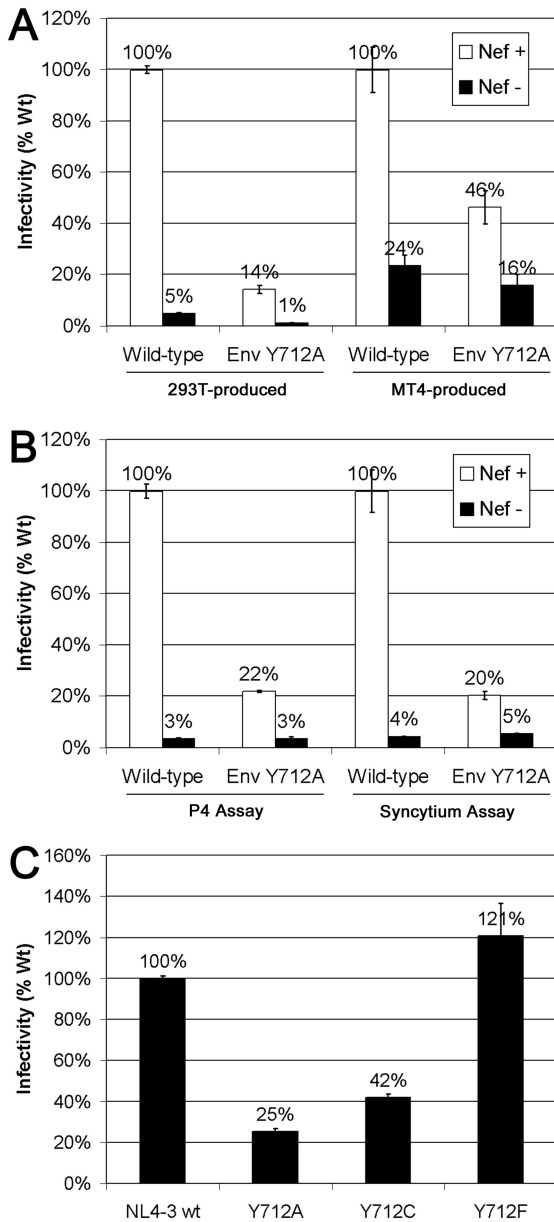 A
Infectivity (% Wt)
120%
100%
80%
60%
40%
20%
0%
100%
5%
14%
1%
100%
24%
46%
16%
Nef +
Nef -
Wild-type
Env Y712A
Wild-type
Env Y712A
293T-produced
MT4-produced
B
Infectivity (% Wt)
120%
100%
80%
60%
40%
20%
0%
100%
3%
22%
3%
100%
4%
20%
5%
Nef +
Nef -
Wild-type
Env Y712A
Wild-type
Env Y712A
P4 Assay
Syncytium Assay
C
Infectivity (% Wt)
160%
140%
120%
100%
80%
60%
40%
20%
0%
100%
25%
42%
121%
NL4-3 wt
Y712A
Y712C
Y712F